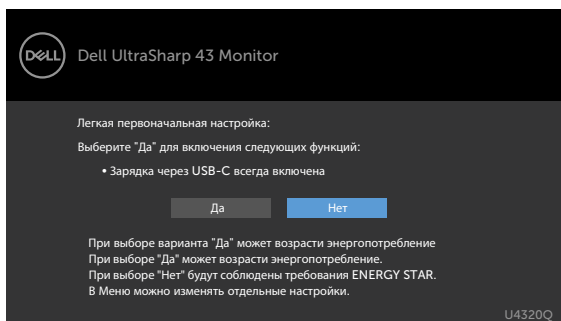 DELL
Dell UltraSharp 43 Monitor
Легкая первоначальная настройка:
Выберите "Да" для включения следующих функций:
• Зарядка через USB-C всегда включена
Да
Нет
При выборе варианта "Да" может возрасти энергопотребление
При выборе "Да" может возрасти энергопотребление.
При выборе "Нет" будут соблюдены требования ENERGY STAR.
В Меню можно изменять отдельные настройки.
U4320Q